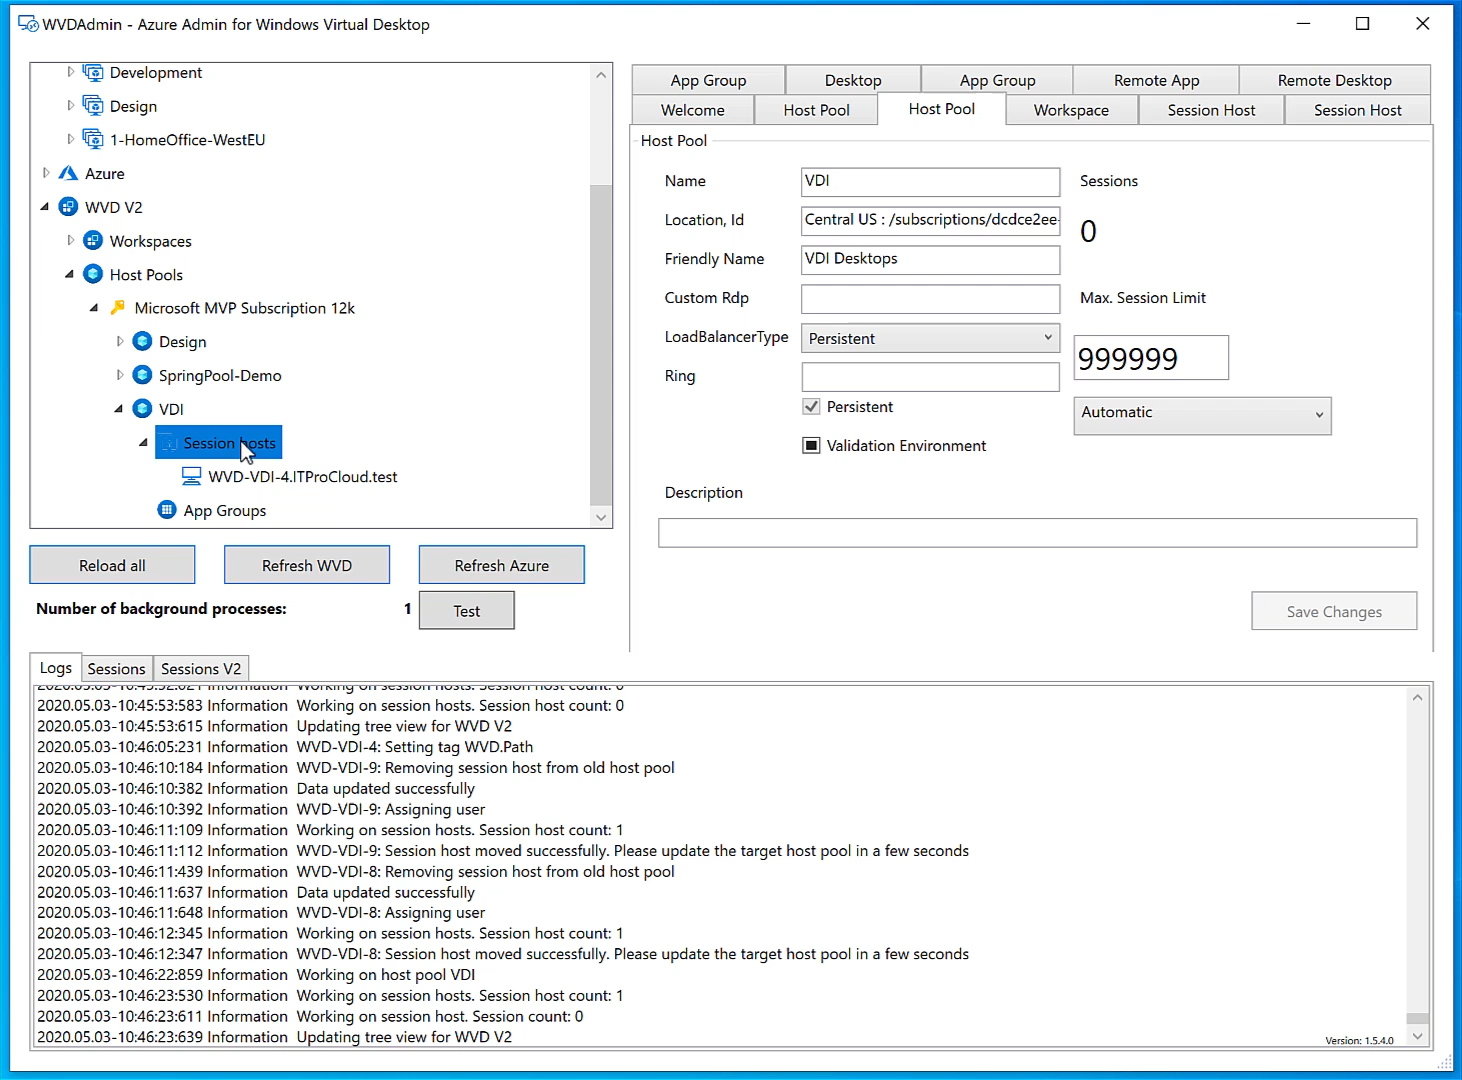 WVDAdmin - Azure Admin for Windows Virtual Desktop
Development
Design
1-HomeOffice-WestEU
Azure
WVD V2
Workspaces
Host Pools
Microsoft MVP Subscription 12k
Design
SpringPool-Demo
VDI
Session hosts
WVD-VDI-4.ITProCloud.test
App Groups
Reload all
Refresh WVD
Refresh Azure
Number of background processes: 1
Test
App Group
Desktop
App Group
Remote App
Remote Desktop
Welcome
Host Pool
Host Pool
Workspace
Session Host
Session Host
Host Pool
Name
VDI
Sessions
Location, Id
Central US : /subscriptions/dcdce2ee-
0
Friendly Name
VDI Desktops
Custom Rdp
Max. Session Limit
LoadBalancerType
Persistent
999999
Ring
Persistent
Automatic
Validation Environment
Description
Save Changes
Logs
Sessions
Sessions V2
2020.05.03-10:45:52:621 Information Working on session hosts. Session host count: 0
2020.05.03-10:45:53:583 Information Working on session hosts. Session host count: 0
2020.05.03-10:45:53:615 Information Updating tree view for WVD V2
2020.05.03-10:46:05:231 Information WVD-VDI-4: Setting tag WVD.Path
2020.05.03-10:46:10:184 Information WVD-VDI-9: Removing session host from old host pool
2020.05.03-10:46:10:382 Information Data updated successfully
2020.05.03-10:46:10:392 Information WVD-VDI-9: Assigning user
2020.05.03-10:46:11:109 Information Working on session hosts. Session host count: 1
2020.05.03-10:46:11:112 Information WVD-VDI-9: Session host moved successfully. Please update the target host pool in a few seconds
2020.05.03-10:46:11:439 Information WVD-VDI-8: Removing session host from old host pool
2020.05.03-10:46:11:637 Information Data updated successfully
2020.05.03-10:46:11:648 Information WVD-VDI-8: Assigning user
2020.05.03-10:46:12:345 Information Working on session hosts. Session host count: 1
2020.05.03-10:46:12:347 Information WVD-VDI-8: Session host moved successfully. Please update the target host pool in a few seconds
2020.05.03-10:46:22:859 Information Working on host pool VDI
2020.05.03-10:46:23:530 Information Working on session hosts. Session host count: 1
2020.05.03-10:46:23:611 Information Working on session host. Session count: 0
2020.05.03-10:46:23:639 Information Updating tree view for WVD V2
Version: 1.5.4.0